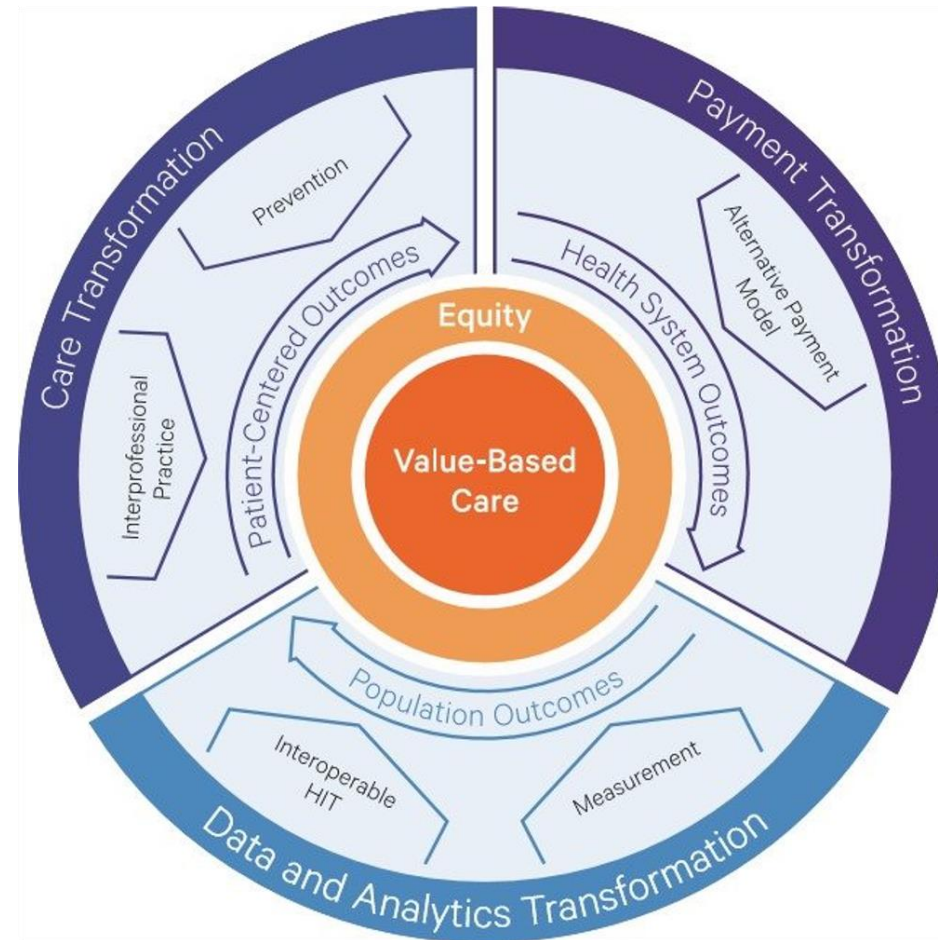 Care Transformation
Prevention
Interprofessional
Practice
Patient-Centered Outcomes
Payment Transformation
Alternative Payment
Model
Health System Outcomes
Equity
Value-Based
Care
Population Outcomes
Interoperable
HIT
Measurement
Data and Analytics Transformation